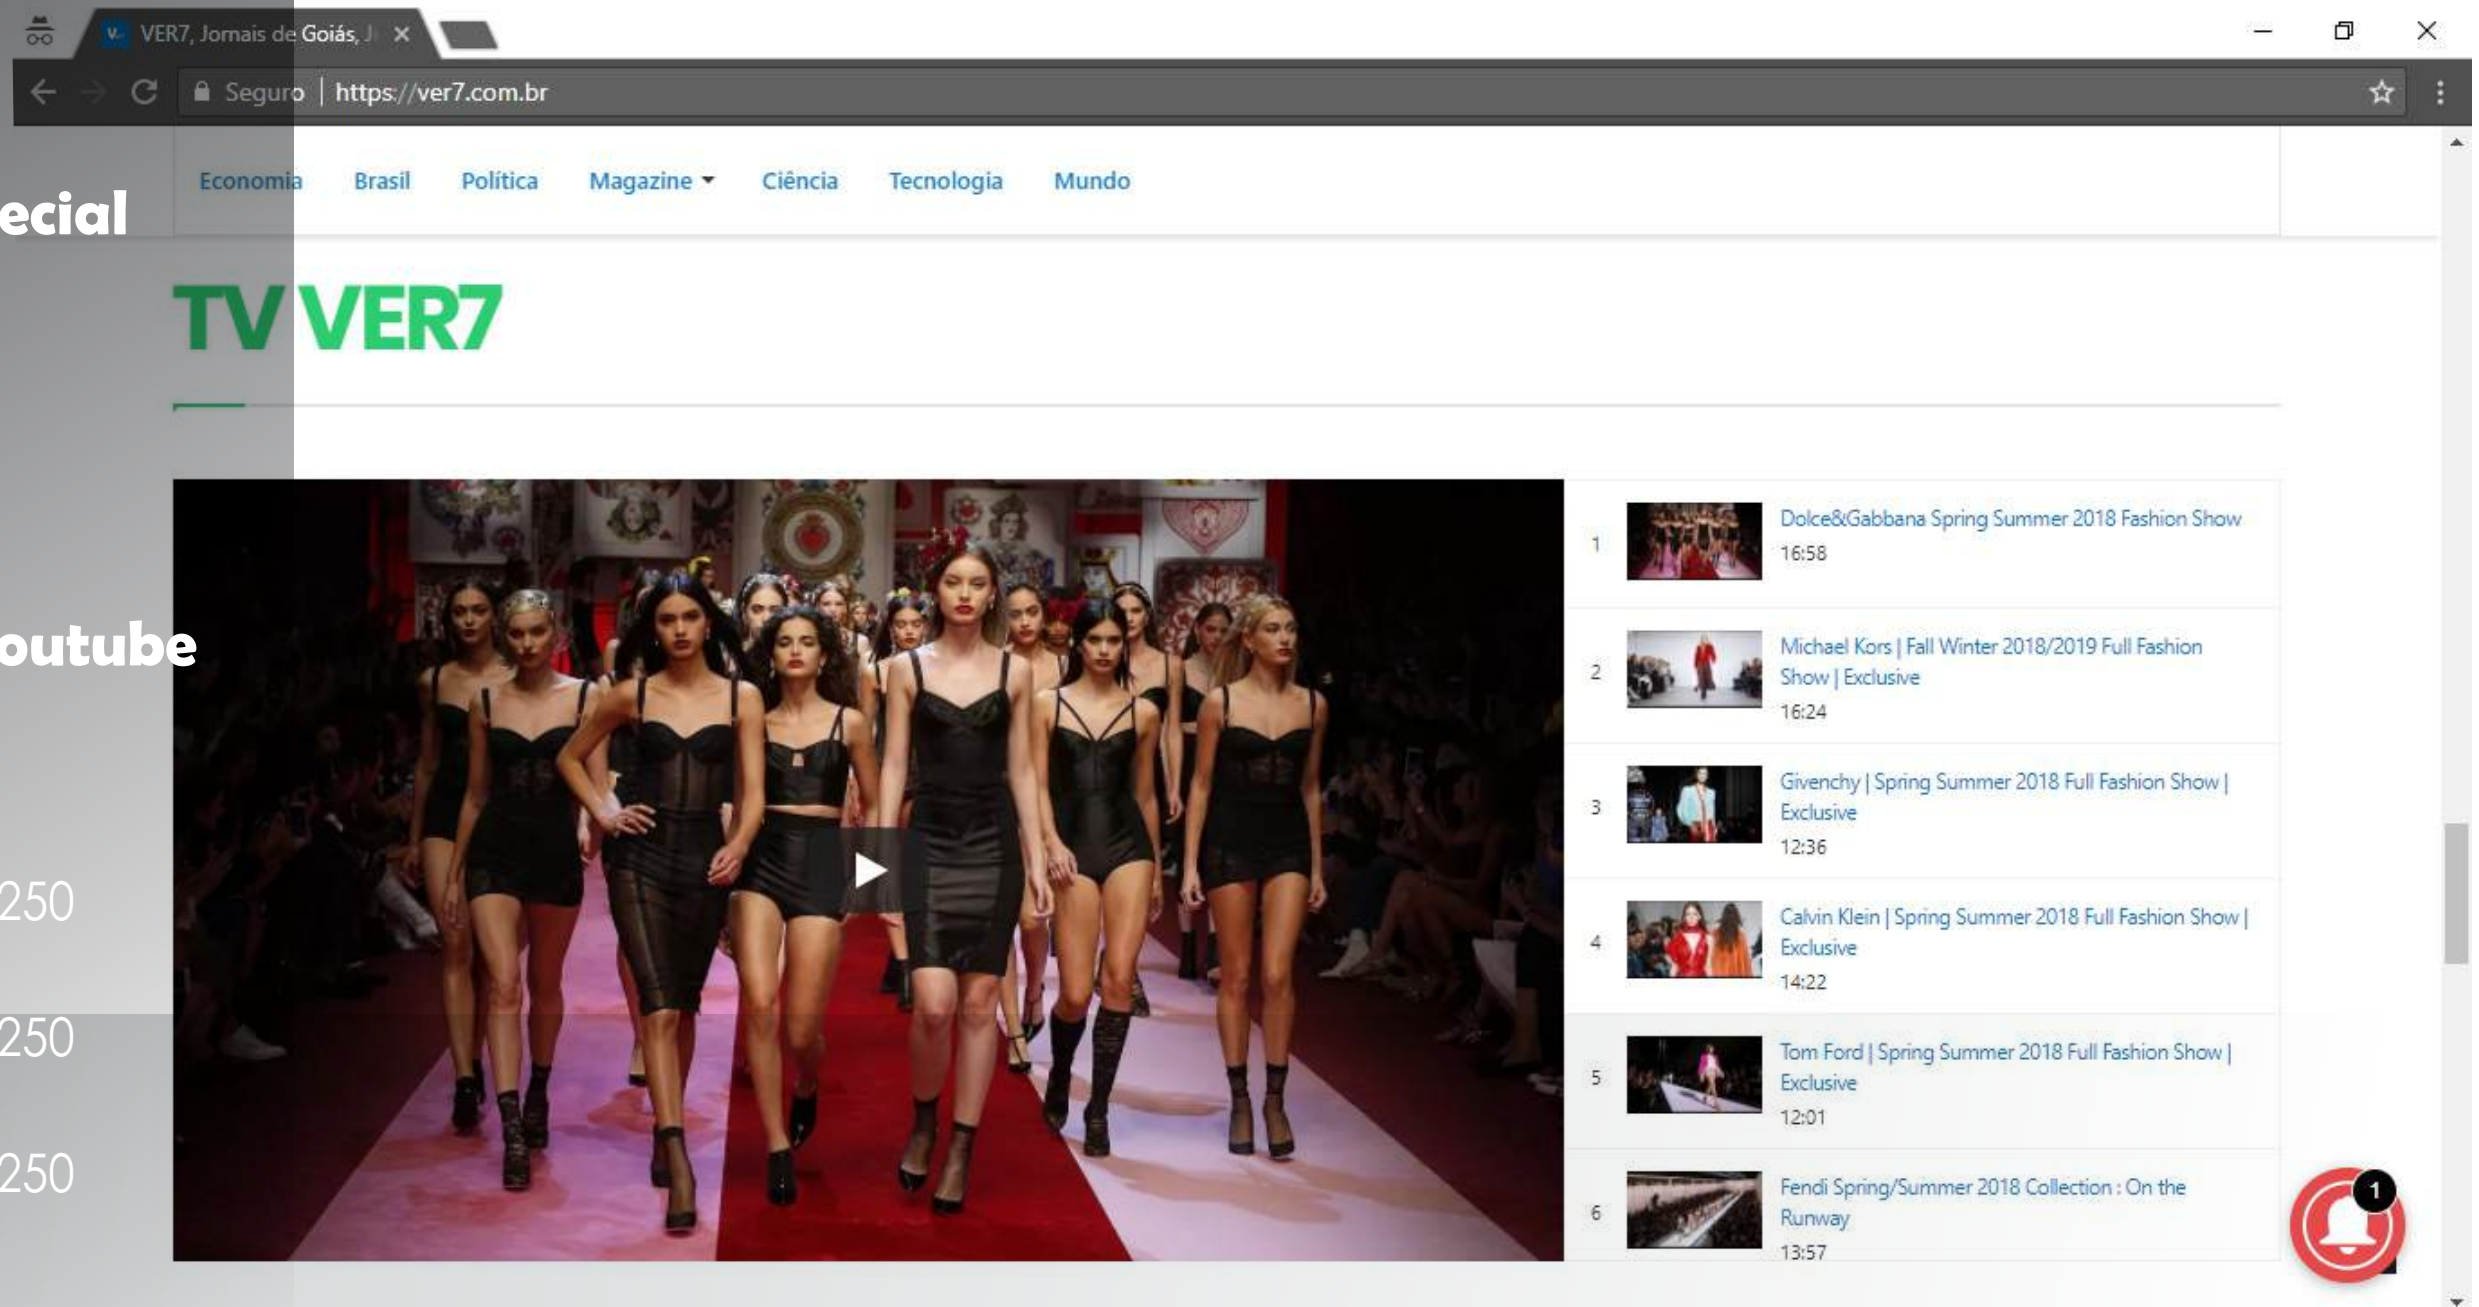 VER7, Jornais de Goiás, J
Seguro | https://ver7.com.br
Economia Brasil Política Magazine Ciência Tecnologia Mundo
ecial
TV VER7
outube
250
250
250
1
Dolce&Gabbana Spring Summer 2018 Fashion Show
16:58
2
Michael Kors | Fall Winter 2018/2019 Full Fashion
Show | Exclusive
16:24
3
Givenchy | Spring Summer 2018 Full Fashion Show |
Exclusive
12:36
4
Calvin Klein | Spring Summer 2018 Full Fashion Show |
Exclusive
14:22
5
Tom Ford | Spring Summer 2018 Full Fashion Show |
Exclusive
12:01
6
Fendi Spring/Summer 2018 Collection : On the
Runway
13:57
1